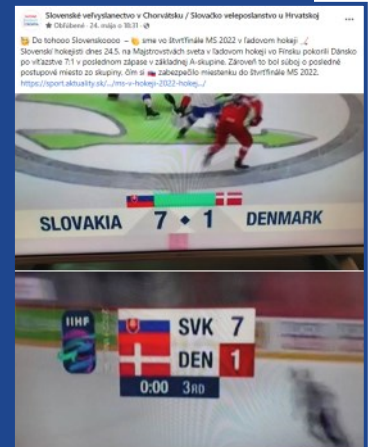 Slovenské veľvyslanectvo v Chorvátsku / Slovačko veleposlanstvo u Hrvatskoj
Obľúbené · 24. mája o 18:31 ·
Do tohooo Slovenskoooo – sme vo štvrťfinále MS 2022 v ľadovom hokeji
Slovenskí hokejisti dnes 24.5. na Majstrovstvách sveta v ľadovom hokeji vo Fínsku pokorili Dánsko
po víťazstve 7:1 v poslednom zápase v základnej A-skupine. Zároveň to bol súboj o posledné
postupové miesto zo skupiny, čím si zabezpečilo miestenku do štvrťfinále MS 2022.
https://sport.aktuality.sk/.../ms-v-hokeji-2022-hokej.../
SLOVAKIA 7 • 1 DENMARK
IIHF
SVK 7
DEN 1
0:00 3RD